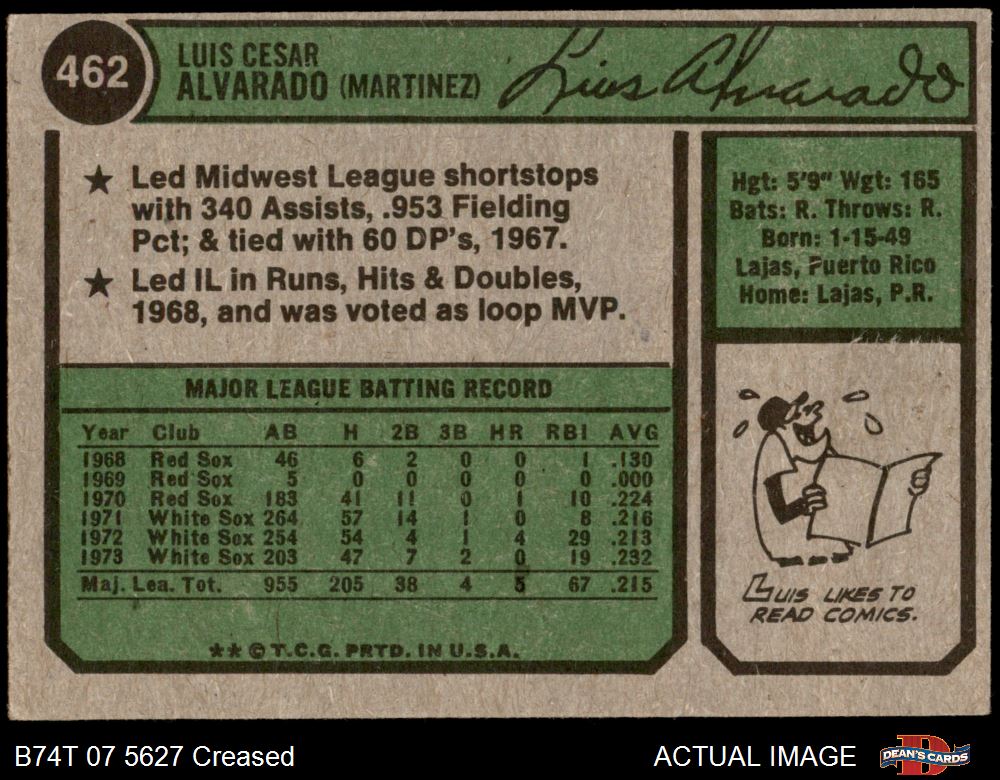 462
LUIS CESAR
ALVARADO (MARTINEZ)
Luis Alvarado
★ Led Midwest League shortstops
with 340 Assists, .953 Fielding
Pct; & tied with 60 DP's, 1967.
★ Led IL in Runs, Hits & Doubles,
1968, and was voted as loop MVP.
Hgt: 5'9" Wgt: 165
Bats: R. Throws: R.
Born: 1-15-49
Lajas, Puerto Rico
Home: Lajas, P.R.
MAJOR LEAGUE BATTING RECORD
Year Club AB H 2B 3B HR RBI AVG
1968 Red Sox 46 6 2 0 0 1 .130
1969 Red Sox 5 0 0 0 0 0 .000
1970 Red Sox 183 41 11 0 1 10 .224
1971 White Sox 264 57 14 1 0 8 .216
1972 White Sox 254 54 4 1 4 29 .213
1973 White Sox 203 47 7 2 0 19 .232
Maj. Lea. Tot. 955 205 38 4 5 67 .215
★★ © T.C.G. PRTD. IN U.S.A.
LUIS LIKES TO
READ COMICS.
B74T 07 5627 Creased
ACTUAL IMAGE
DEAN'S CARDS